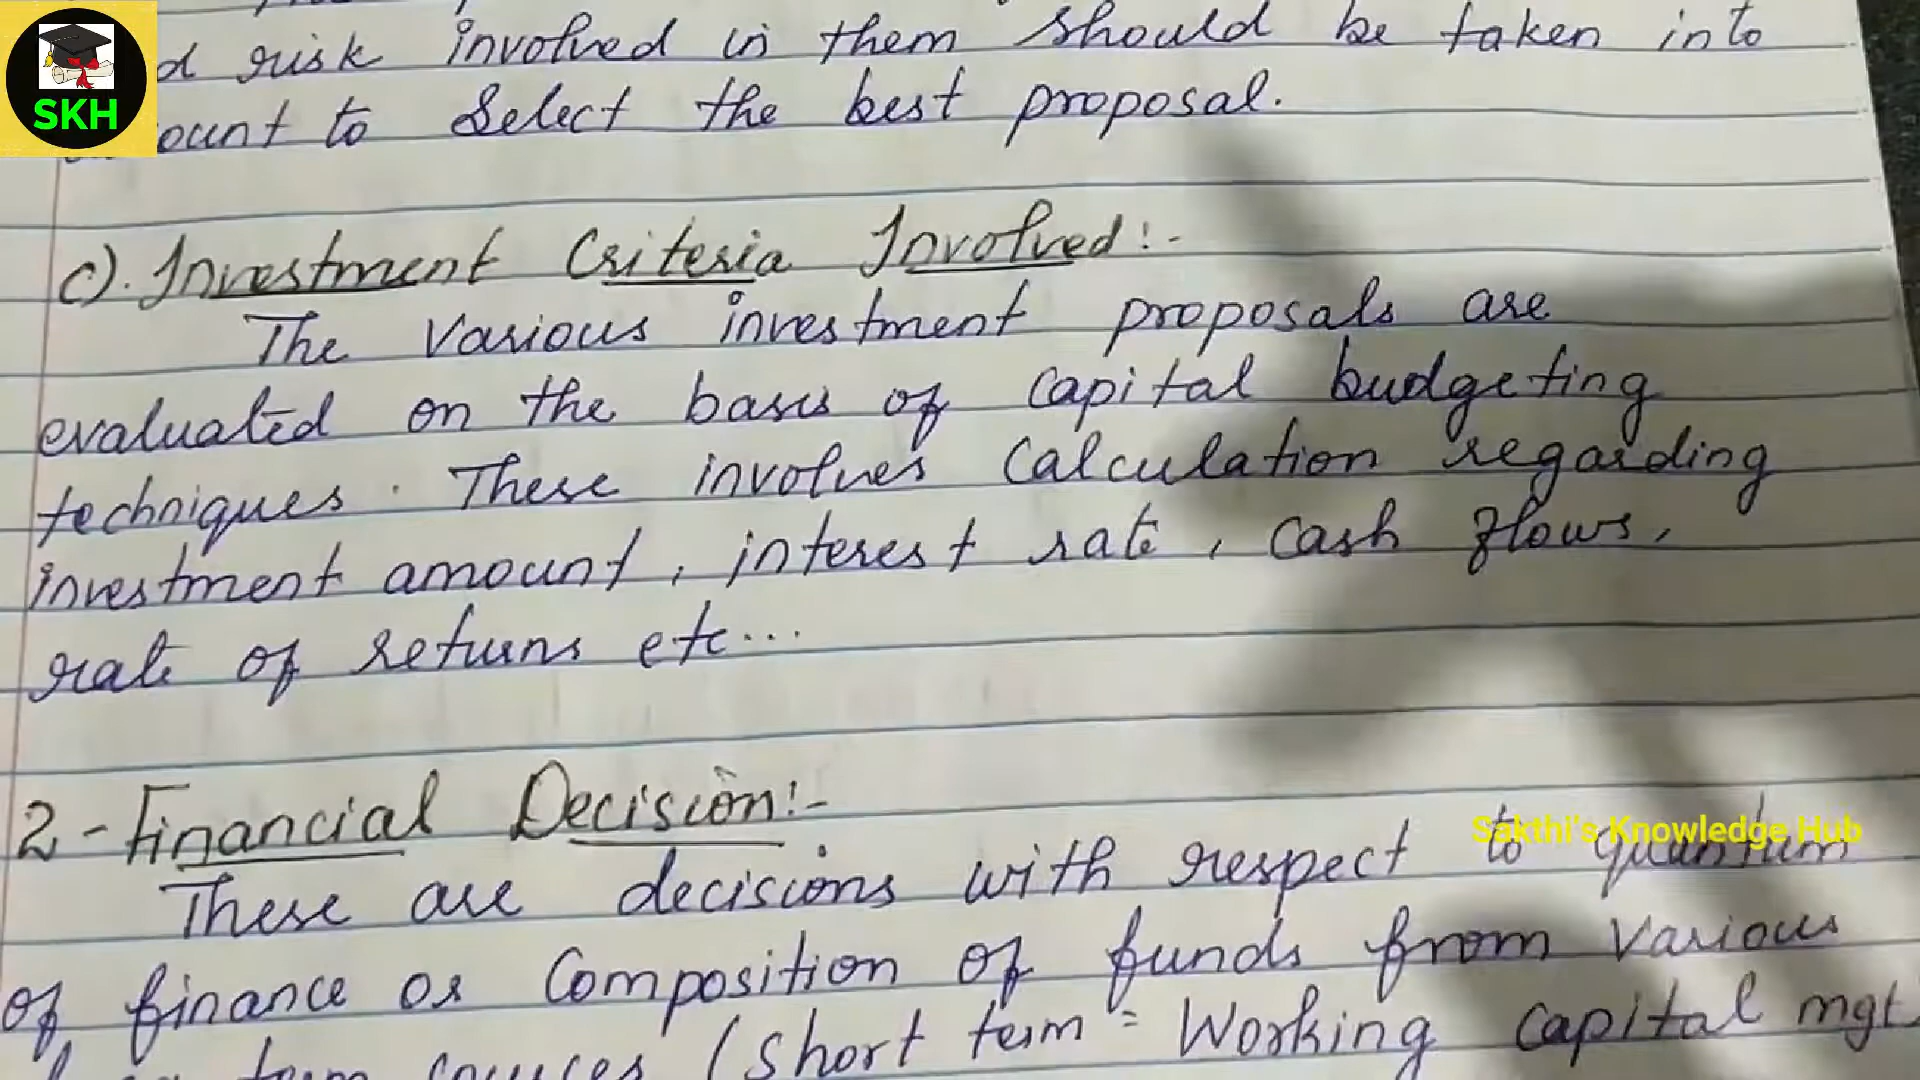 SKH
d risk involved in them should be taken into
ount to Select the best proposal.
c). Investment Criteria Involved:-
The various investment proposals are
evaluated on the basis of capital budgeting
techniques. These involves Calculation regarding
investment amount, interest rate, cash flows,
rate of returns etc...
2-Financial Decision:-
Sakthi's Knowledge Hub
These are decisions with respect to quantum
of finance or Composition of funds from various
term sources (Short term = Working capital mgt